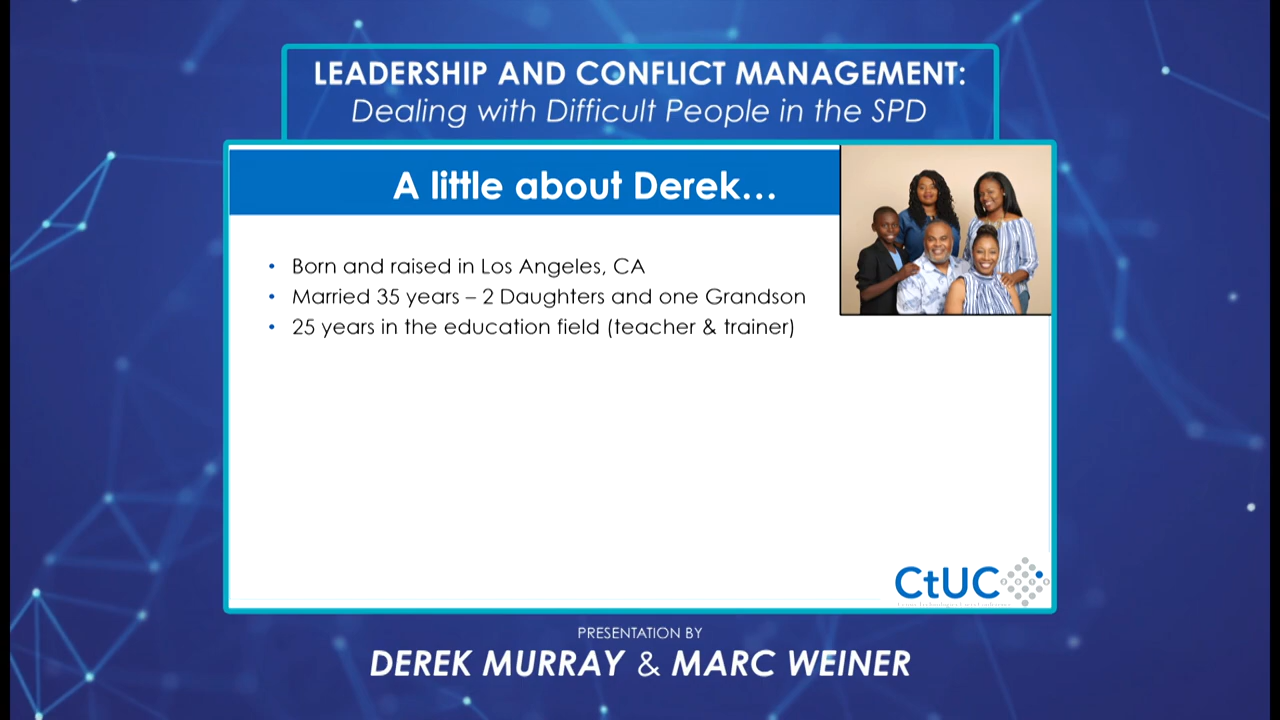 LEADERSHIP AND CONFLICT MANAGEMENT:
Dealing with Difficult People in the SPD
A little about Derek...
• Born and raised in Los Angeles, CA
• Married 35 years – 2 Daughters and one Grandson
• 25 years in the education field (teacher & trainer)
CtUC
PRESENTATION BY
DEREK MURRAY & MARC WEINER